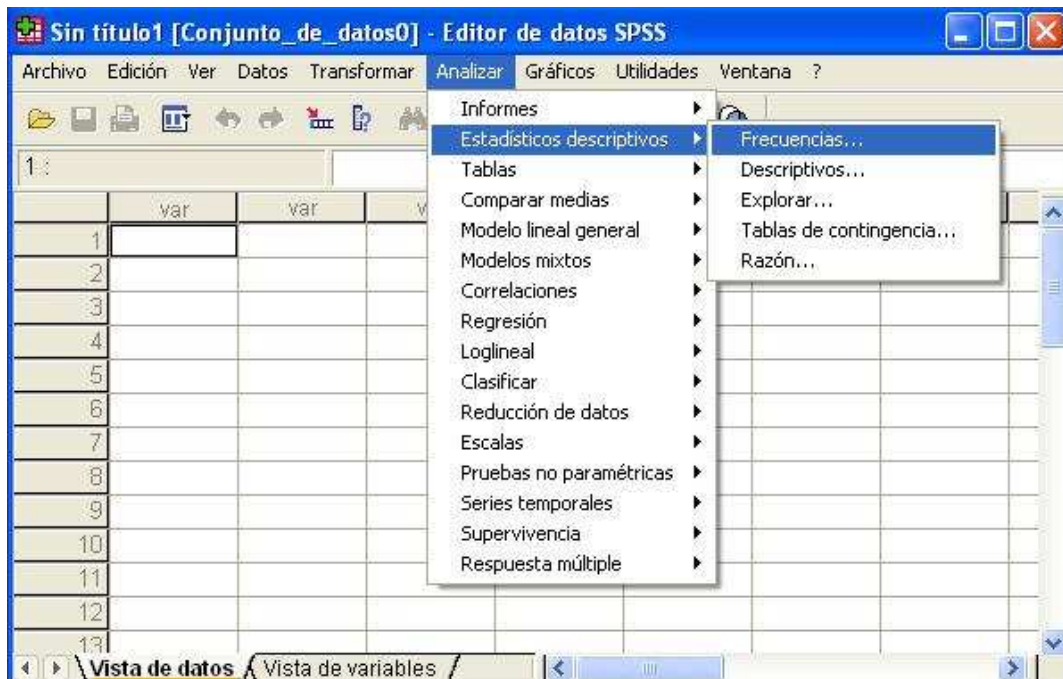 Sin título1 [Conjunto_de_datos0] - Editor de datos SPSS
Archivo Edición Ver Datos Transformar Analizar Gráficos Utilidades Ventana ?
1 :
var var v
Informes
Estadísticos descriptivos
Tablas
Comparar medias
Modelo lineal general
Modelos mixtos
Correlaciones
Regresión
Loglineal
Clasificar
Reducción de datos
Escalas
Pruebas no paramétricas
Series temporales
Supervivencia
Respuesta múltiple
Frecuencias...
Descriptivos...
Explorar...
Tablas de contingencia...
Razón...
1
2
3
4
5
6
7
8
9
10
11
12
13
Vista de datos Vista de variables